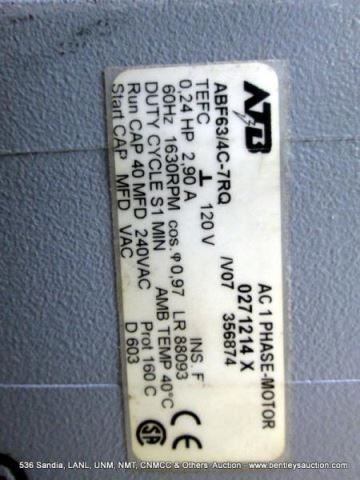 ATB AC 1 PHASE-MOTOR
0271214 X
ABF63/4C-7RQ /V07 356874
TEFC ⊥ 120 V
0,24 HP 2,90 A INS. F
60Hz 1630RPM cos. φ 0,97 LR 88093
DUTY CYCLE S1 MIN AMB TEMP 40°C
Run CAP 40 MFD 240VAC Prot 160 C
Start CAP MFD VAC D 603
CE
SA
536 Sandia, LANL, UNM, NMT, CNMCC & Others Auction - www.bentleysauction.com